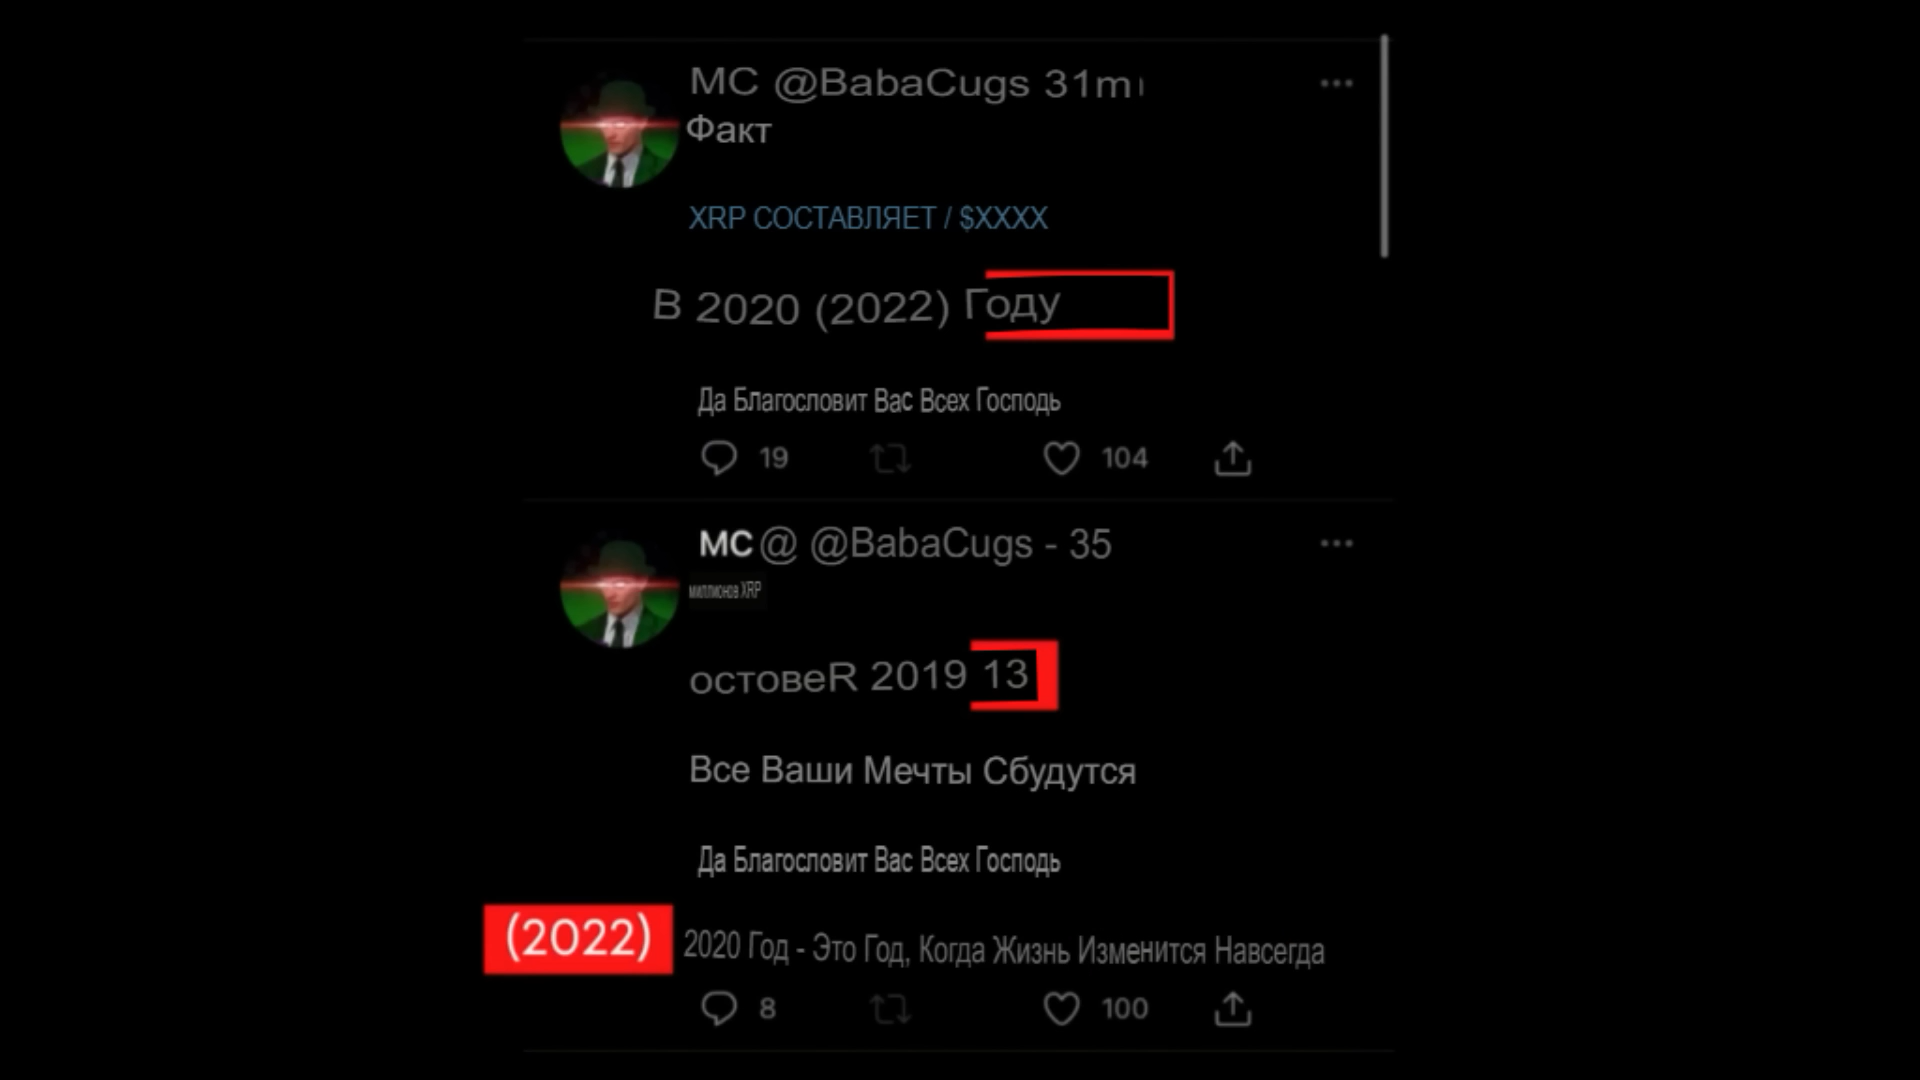 MC @BabaCugs 31m
Факт
XRP СОСТАВЛЯЕТ / $XXXX
В 2020 (2022) Году
Да Благословит Вас Всех Господь
19 104
MC@ @BabaCugs - 35
миллионов XRP
остовеR 2019 13
Все Ваши Мечты Сбудутся
Да Благословит Вас Всех Господь
(2022) 2020 Год - Это Год, Когда Жизнь Изменится Навсегда
8 100